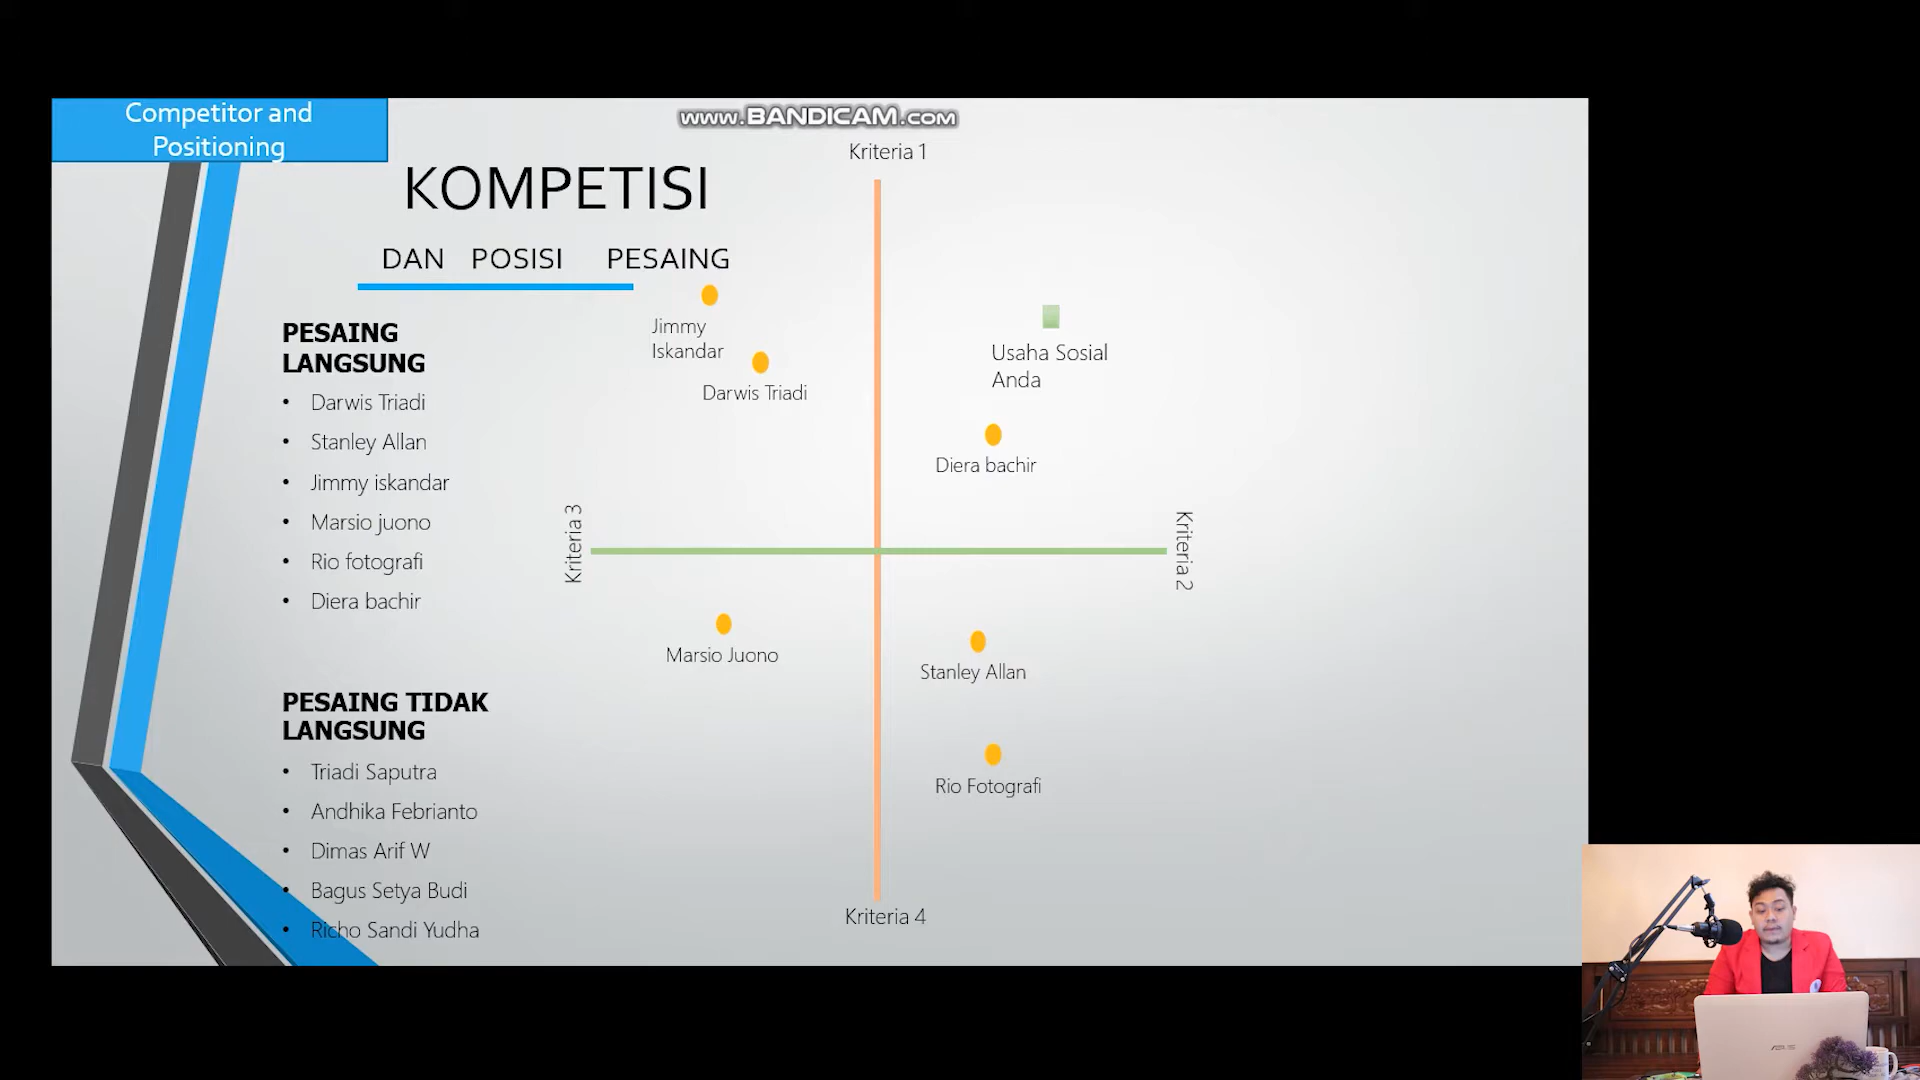 Competitor and
Positioning
www.BANDICAM.com
KOMPETISI
DAN POSISI PESAING
PESAING
LANGSUNG
• Darwis Triadi
• Stanley Allan
• Jimmy iskandar
• Marsio juono
• Rio fotografi
• Diera bachir
PESAING TIDAK
LANGSUNG
• Triadi Saputra
• Andhika Febrianto
• Dimas Arif W
• Bagus Setya Budi
• Richo Sandi Yudha
Kriteria 1
Jimmy
Iskandar
Darwis Triadi
Usaha Sosial
Anda
Diera bachir
Kriteria 3
Kriteria 2
Marsio Juono
Stanley Allan
Rio Fotografi
Kriteria 4
ASUS